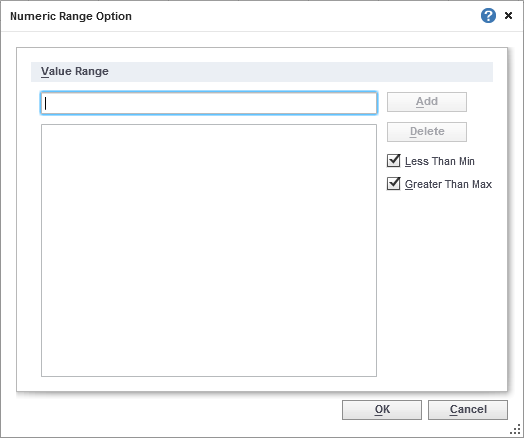 Numeric Range Option
?
Value Range
Add
Delete
Less Than Min
Greater Than Max
OK
Cancel